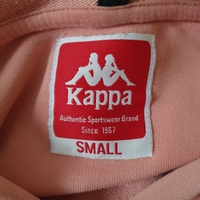 Kappa
Authentic Sportswear Brand
Since 1967
SMALL